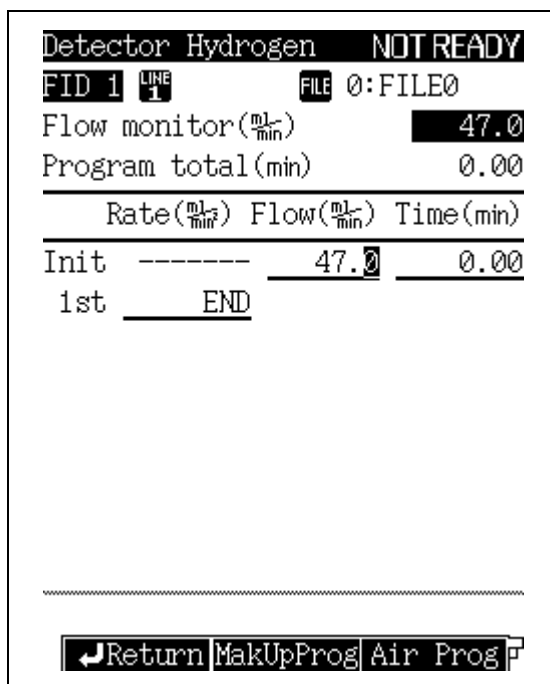 Detector Hydrogen NOT READY
FID 1 LINE 1 FILE 0:FILE0
Flow monitor(mL/min) 47.0
Program total(min) 0.00
Rate(mL/min²) Flow(mL/min) Time(min)
Init ------- 47.0 0.00
1st END
↵Return MakUpProg Air Prog P